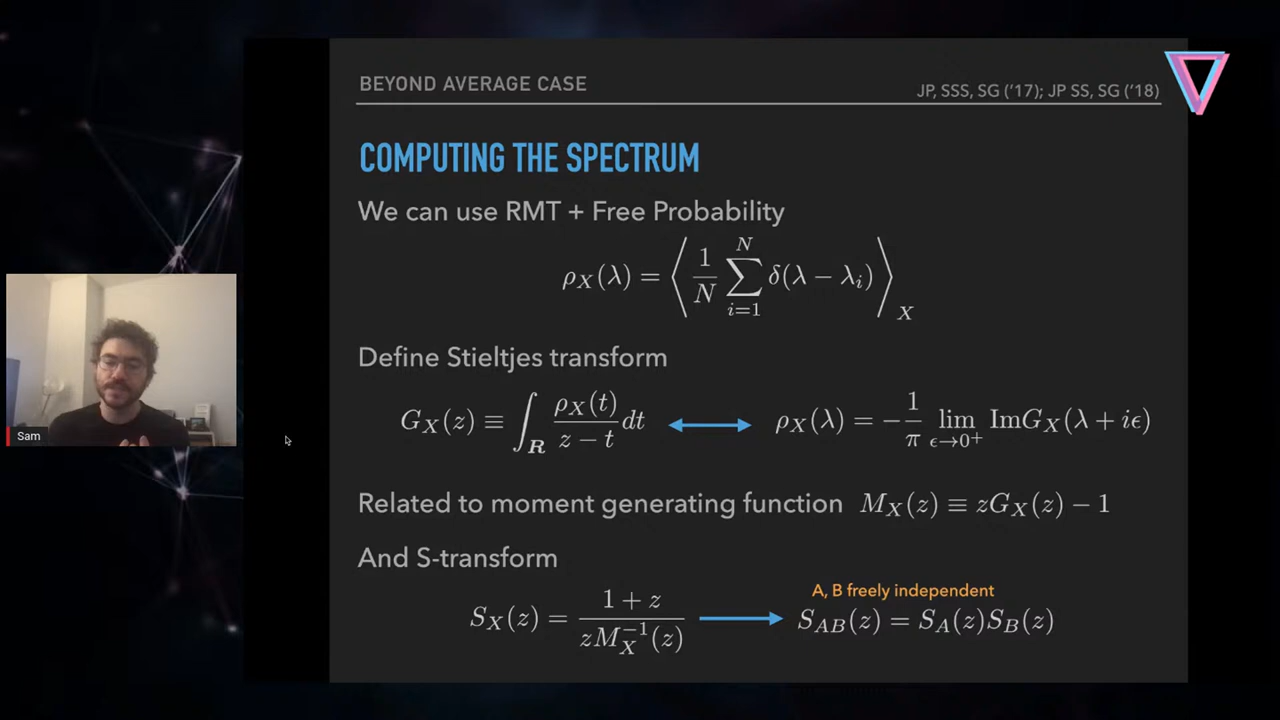 BEYOND AVERAGE CASE
JP, SSS, SG ('17); JP SS, SG ('18)
COMPUTING THE SPECTRUM
We can use RMT + Free Probability
ρ_X(λ) = ⟨ 1/N ∑_{i=1}^{N} δ(λ − λ_i) ⟩_X
Define Stieltjes transform
G_X(z) ≡ ∫_R ρ_X(t)/(z − t) dt ⟷ ρ_X(λ) = −1/π lim_{ϵ→0⁺} ImG_X(λ + iϵ)
Related to moment generating function M_X(z) ≡ zG_X(z) − 1
And S-transform
A, B freely independent
S_X(z) = (1 + z)/(zM_X^{−1}(z)) ⟶ S_{AB}(z) = S_A(z)S_B(z)
Sam